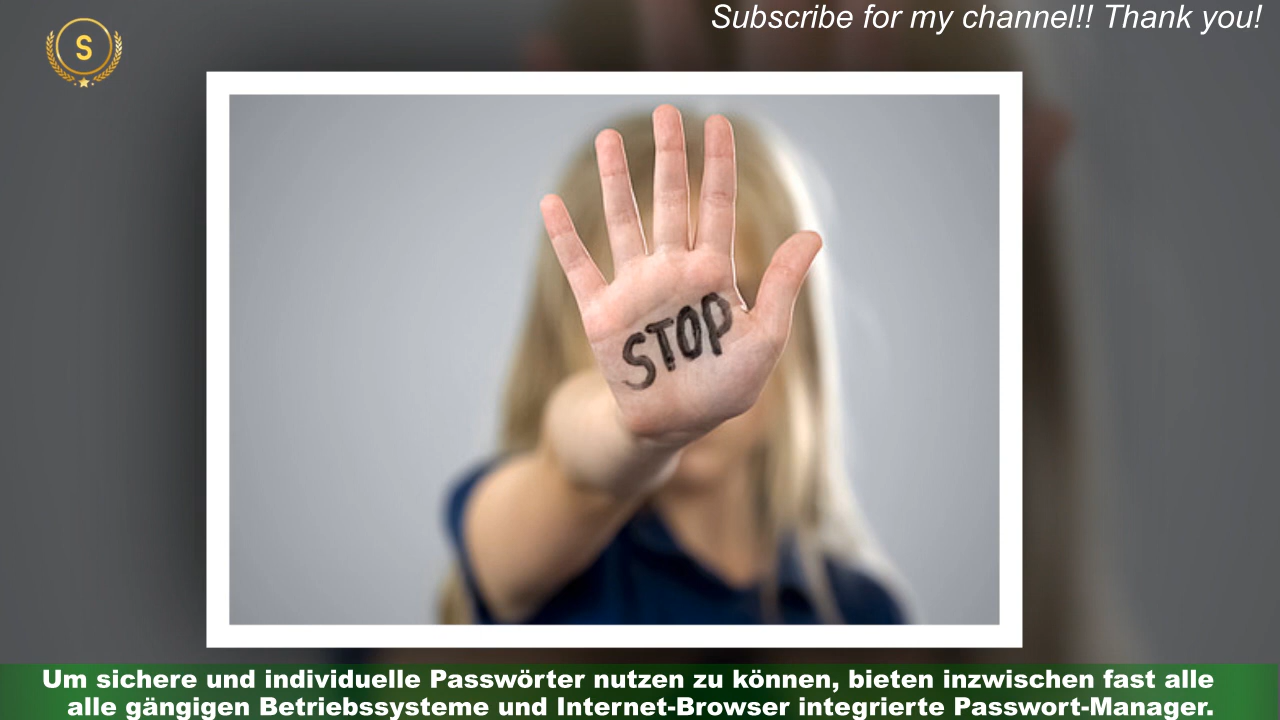 Subscribe for my channel!! Thank you!
S
STOP
Um sichere und individuelle Passwörter nutzen zu können, bieten inzwischen fast alle
alle gängigen Betriebssysteme und Internet-Browser integrierte Passwort-Manager.